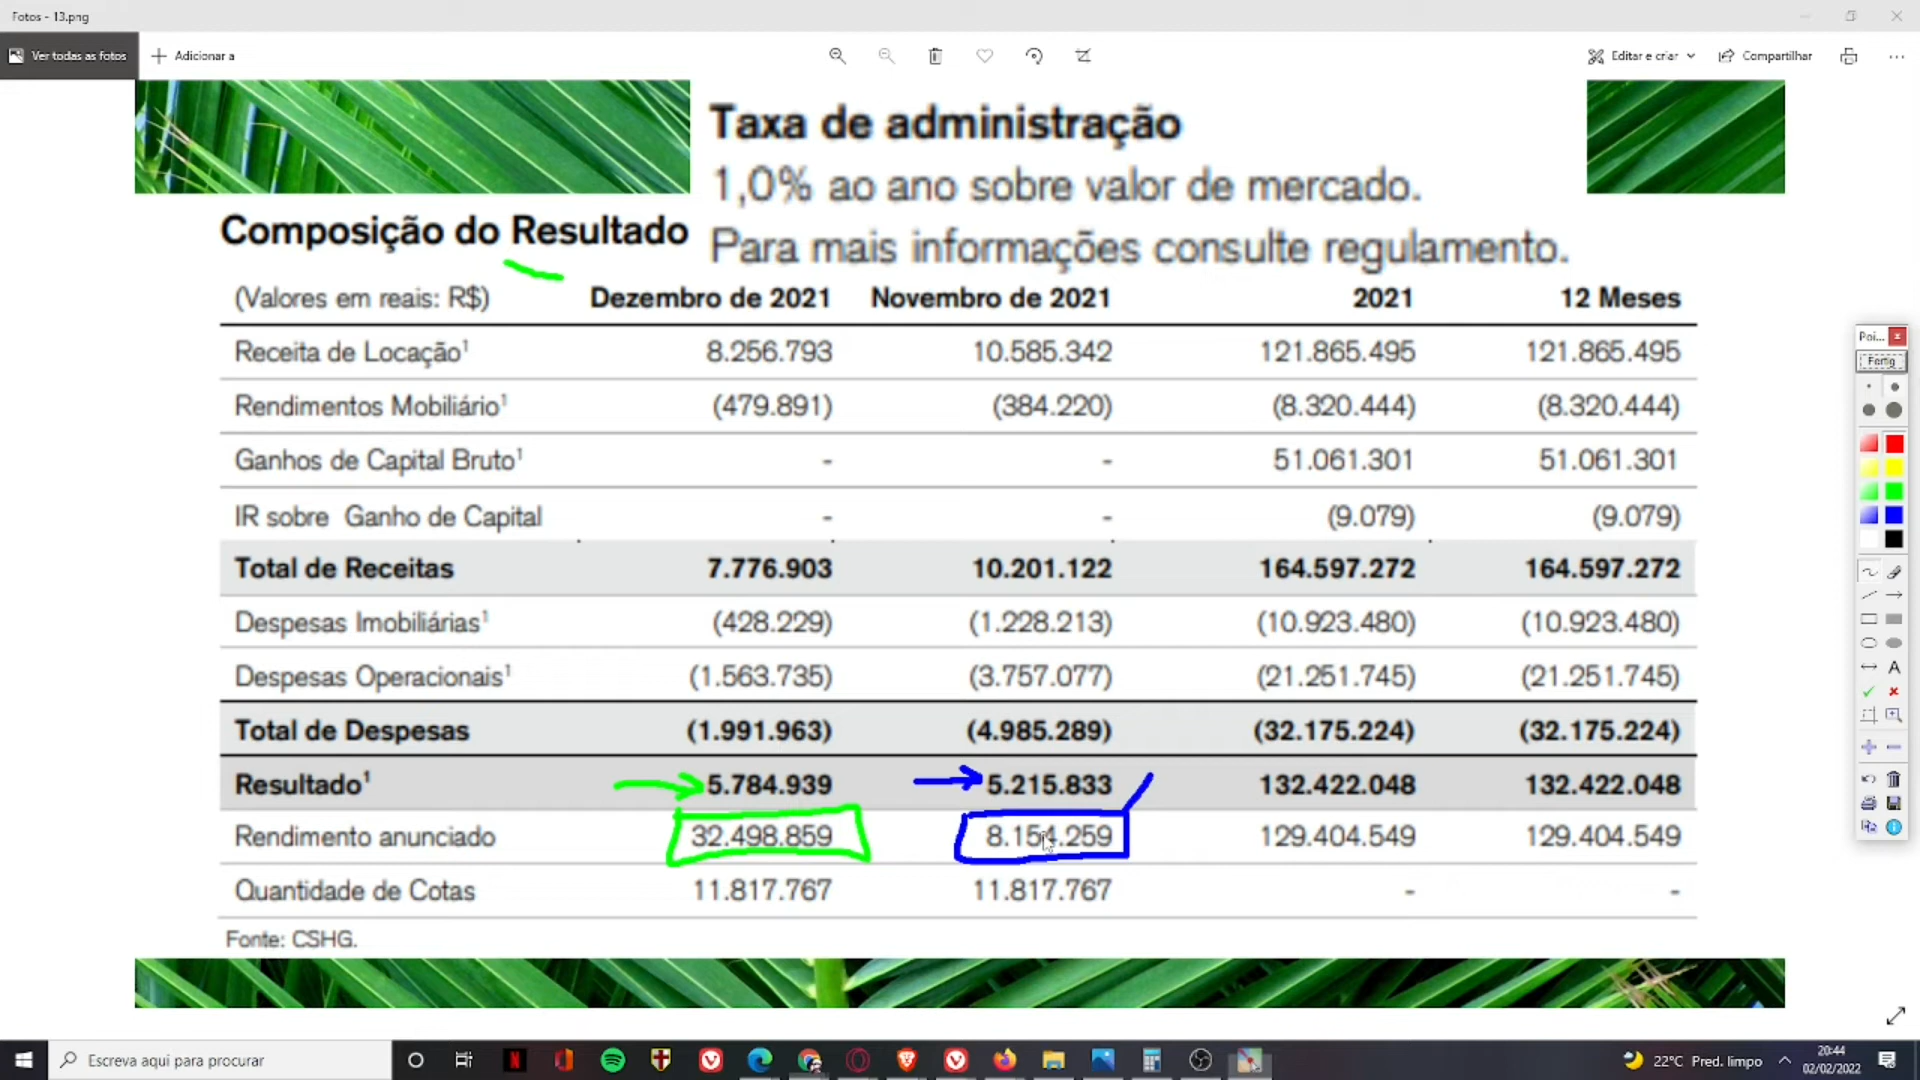 Fotos - 13.png
Ver todas as fotos
Adicionar a
Editar e criar
Compartilhar
Taxa de administração
1,0% ao ano sobre valor de mercado.
Para mais informações consulte regulamento.
Composição do Resultado
(Valores em reais: R$) Dezembro de 2021 Novembro de 2021 2021 12 Meses
Receita de Locação¹ 8.256.793 10.585.342 121.865.495 121.865.495
Rendimentos Mobiliário¹ (479.891) (384.220) (8.320.444) (8.320.444)
Ganhos de Capital Bruto¹ - - 51.061.301 51.061.301
IR sobre Ganho de Capital - - (9.079) (9.079)
Total de Receitas 7.776.903 10.201.122 164.597.272 164.597.272
Despesas Imobiliárias¹ (428.229) (1.228.213) (10.923.480) (10.923.480)
Despesas Operacionais¹ (1.563.735) (3.757.077) (21.251.745) (21.251.745)
Total de Despesas (1.991.963) (4.985.289) (32.175.224) (32.175.224)
Resultado¹ 5.784.939 5.215.833 132.422.048 132.422.048
Rendimento anunciado 32.498.859 8.154.259 129.404.549 129.404.549
Quantidade de Cotas 11.817.767 11.817.767 - -
Fonte: CSHG.
Poi...
Fertig
A
Escreva aqui para procurar
22°C Pred. limpo
20:44
02/02/2022